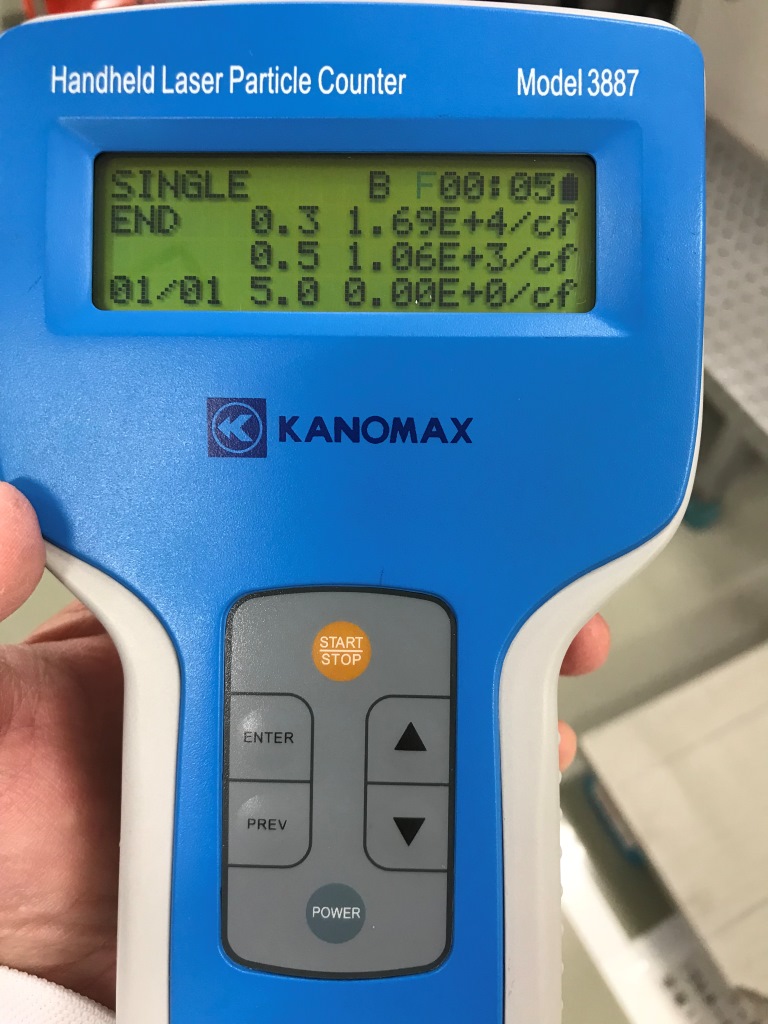 Handheld Laser Particle Counter Model 3887
SINGLE B F00:05
END 0.3 1.69E+4/cf
0.5 1.06E+3/cf
01/01 5.0 0.00E+0/cf
KANOMAX
START
STOP
ENTER
PREV
POWER